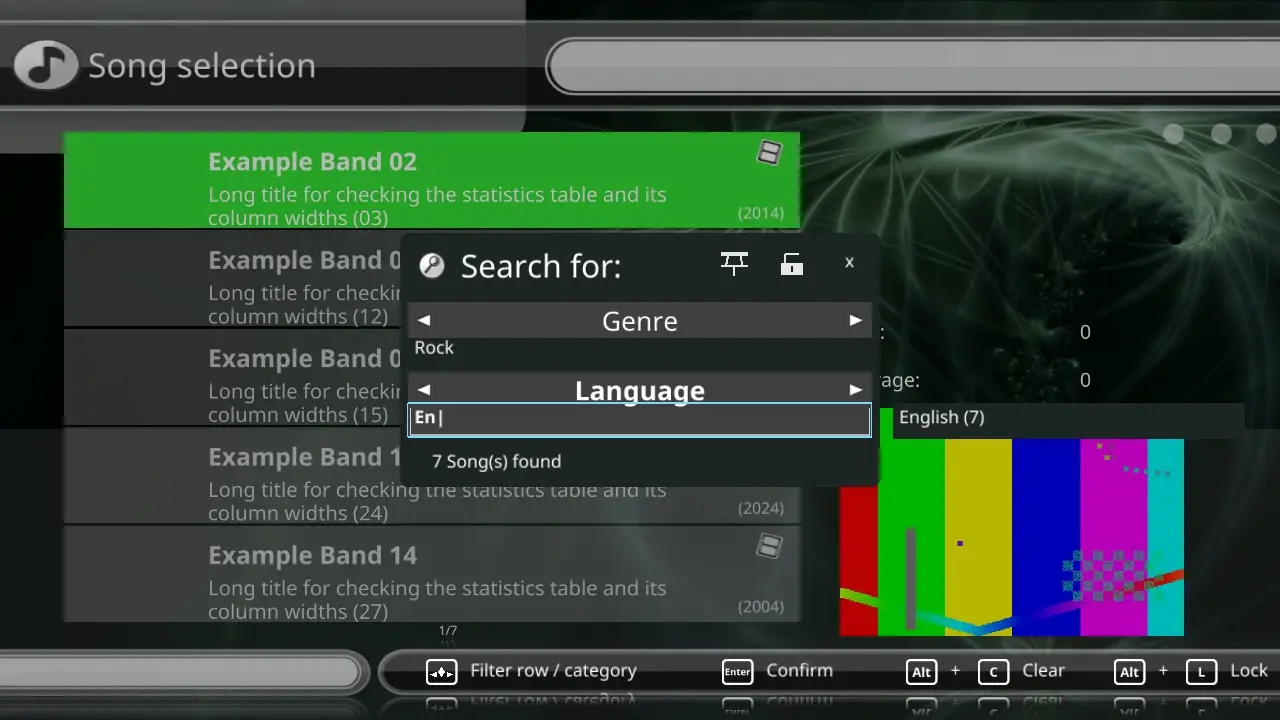 Song selection
Example Band 02
Long title for checking the statistics table and its
column widths (03)
(2014)
Example Band 0
Long title for checkin
column widths (12)
Example Band 0
Long title for checkin
column widths (15)
Example Band 1
Long title for checking the statistics table and its
column widths (24)
(2024)
Example Band 14
Long title for checking the statistics table and its
column widths (27)
(2004)
1/7
Search for:
x
Genre
Rock
Language
En|
7 Song(s) found
:
0
age:
0
English (7)
Filter row / category
Enter
Confirm
Alt + C Clear
Alt + L Lock